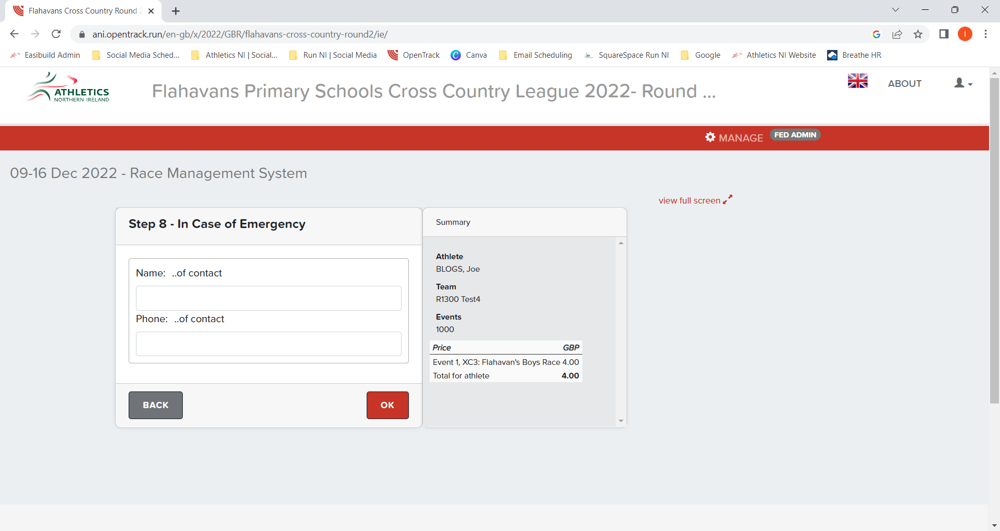 Flahavans Cross Country Round 2
ani.opentrack.run/en-gb/x/2022/GBR/flahavans-cross-country-round2/ie/
I
Easibuild Admin
Social Media Sched...
Athletics NI | Social...
Run NI | Social Media
OpenTrack
Canva
Email Scheduling
SquareSpace Run NI
Google
Athletics NI Website
Breathe HR
ATHLETICS
NORTHERN IRELAND
Flahavans Primary Schools Cross Country League 2022- Round ...
ABOUT
MANAGE FED ADMIN
09-16 Dec 2022 - Race Management System
view full screen
Step 8 - In Case of Emergency
Name: ..of contact
Phone: ..of contact
BACK
OK
Summary
Athlete
BLOGS, Joe
Team
R1300 Test4
Events
1000
Price GBP
Event 1, XC3: Flahavan's Boys Race 4.00
Total for athlete 4.00